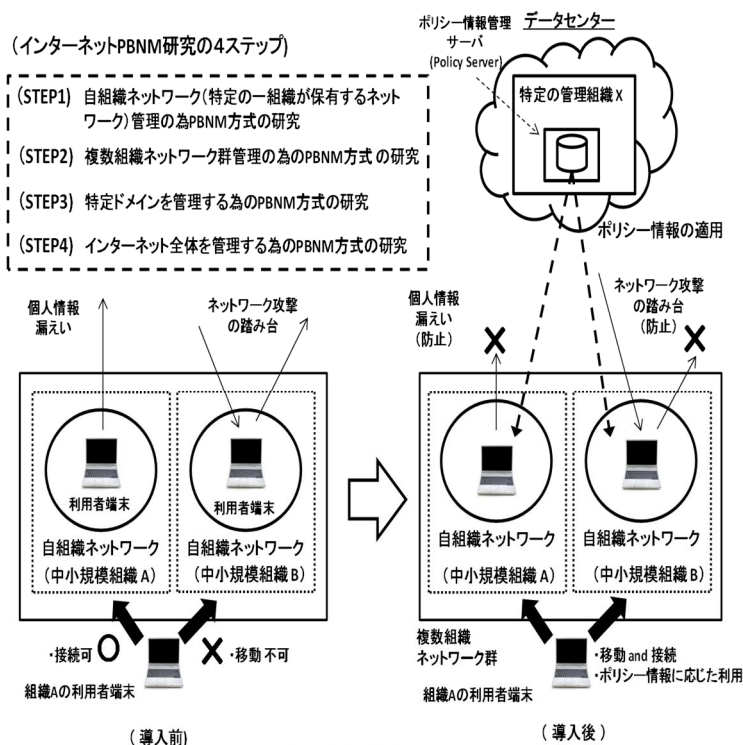 (インターネットPBNM研究の4ステップ)
(STEP1) 自組織ネットワーク(特定の一組織が保有するネット
ワーク)管理の為PBNM方式の研究
(STEP2) 複数組織ネットワーク群管理の為のPBNM方式 の研究
(STEP3) 特定ドメインを管理する為のPBNM方式の研究
(STEP4) インターネット全体を管理する為のPBNM方式の研究
ポリシー情報管理
サーバ
(Policy Server)
データセンター
特定の管理組織 X
ポリシー情報の適用
個人情報
漏えい
ネットワーク攻撃
の踏み台
利用者端末
利用者端末
自組織ネットワーク
(中小規模組織 A)
自組織ネットワーク
(中小規模組織 B)
・接続可
・移動 不可
組織Aの利用者端末
(導入前)
個人情報
漏えい
(防止)
ネットワーク攻撃
の踏み台
(防止)
自組織ネットワーク
(中小規模組織 A)
自組織ネットワーク
(中小規模組織 B)
複数組織
ネットワーク群
・移動 and 接続
・ポリシー情報に応じた利用
組織Aの利用者端末
(導入後)